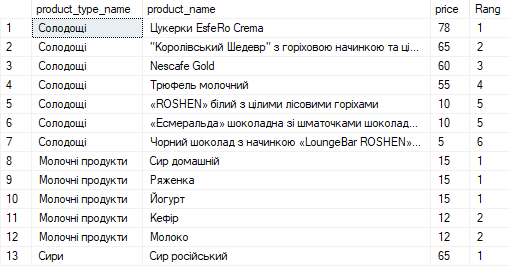 product_type_name product_name price Rang
1 Солодощі Цукерки EsfeRo Crema 78 1
2 Солодощі "Королівський Шедевр" з горіховою начинкою та ці... 65 2
3 Солодощі Nescafe Gold 60 3
4 Солодощі Трюфель молочний 55 4
5 Солодощі «ROSHEN» білий з цілими лісовими горіхами 10 5
6 Солодощі «Есмеральда» шоколадна зі шматочками шоколад... 10 5
7 Солодощі Чорний шоколад з начинкою «LoungeBar ROSHEN»... 5 6
8 Молочні продукти Сир домашній 15 1
9 Молочні продукти Ряженка 15 1
10 Молочні продукти Йогурт 15 1
11 Молочні продукти Кефір 12 2
12 Молочні продукти Молоко 12 2
13 Сири Сир російський 65 1